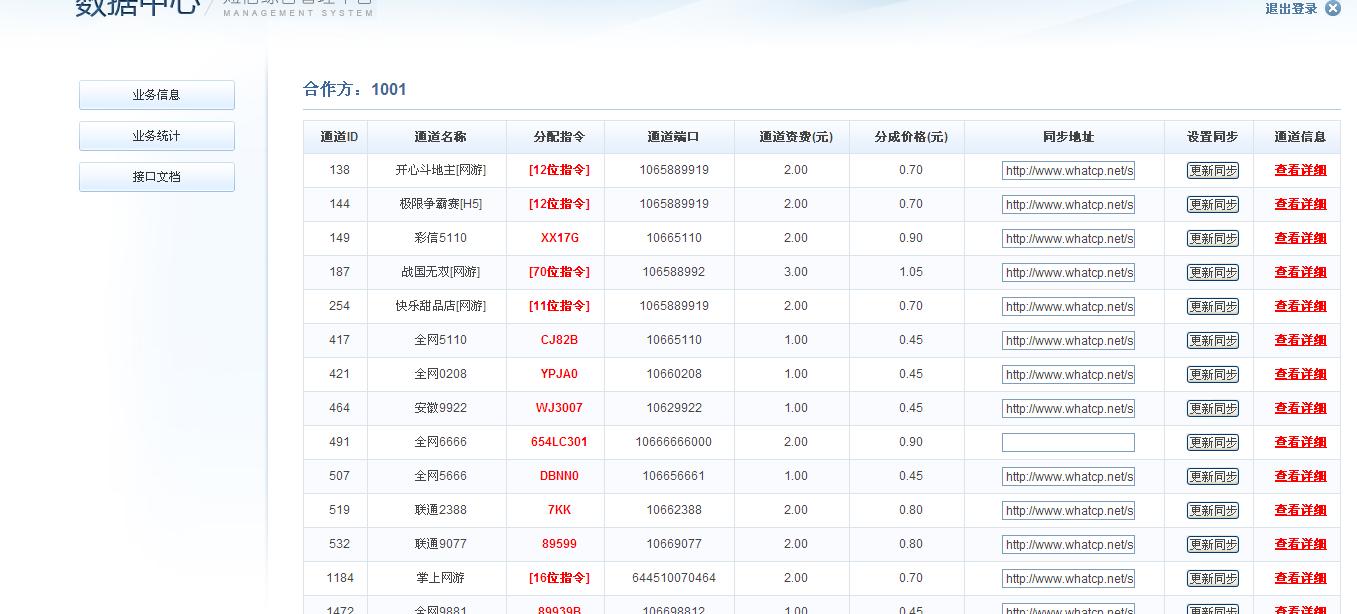 数据中心
MANAGEMENT SYSTEM
退出登录
业务信息
业务统计
接口文档
合作方：1001
通道ID 通道名称 分配指令 通道端口 通道资费(元) 分成价格(元) 同步地址 设置同步 通道信息
138 开心斗地主[网游] [12位指令] 1065889919 2.00 0.70 http://www.whatcp.net/s 更新同步 查看详细
144 极限争霸赛[H5] [12位指令] 1065889919 2.00 0.70 http://www.whatcp.net/s 更新同步 查看详细
149 彩信5110 XX17G 10665110 2.00 0.90 http://www.whatcp.net/s 更新同步 查看详细
187 战国无双[网游] [70位指令] 106588992 3.00 1.05 http://www.whatcp.net/s 更新同步 查看详细
254 快乐甜品店[网游] [11位指令] 1065889919 2.00 0.70 http://www.whatcp.net/s 更新同步 查看详细
417 全网5110 CJ82B 10665110 1.00 0.45 http://www.whatcp.net/s 更新同步 查看详细
421 全网0208 YPJA0 10660208 1.00 0.45 http://www.whatcp.net/s 更新同步 查看详细
464 安徽9922 WJ3007 10629922 1.00 0.45 http://www.whatcp.net/s 更新同步 查看详细
491 全网6666 654LC301 10666666000 2.00 0.90 更新同步 查看详细
507 全网5666 DBNN0 106656661 1.00 0.45 http://www.whatcp.net/s 更新同步 查看详细
519 联通2388 7KK 10662388 2.00 0.80 http://www.whatcp.net/s 更新同步 查看详细
532 联通9077 89599 10669077 2.00 0.80 http://www.whatcp.net/s 更新同步 查看详细
1184 掌上网游 [16位指令] 644510070464 2.00 0.70 http://www.whatcp.net/s 更新同步 查看详细
1472 全网9881 89939B 106698812 1.00 0.45 http://www.whatcp.net/s 更新同步 查看详细